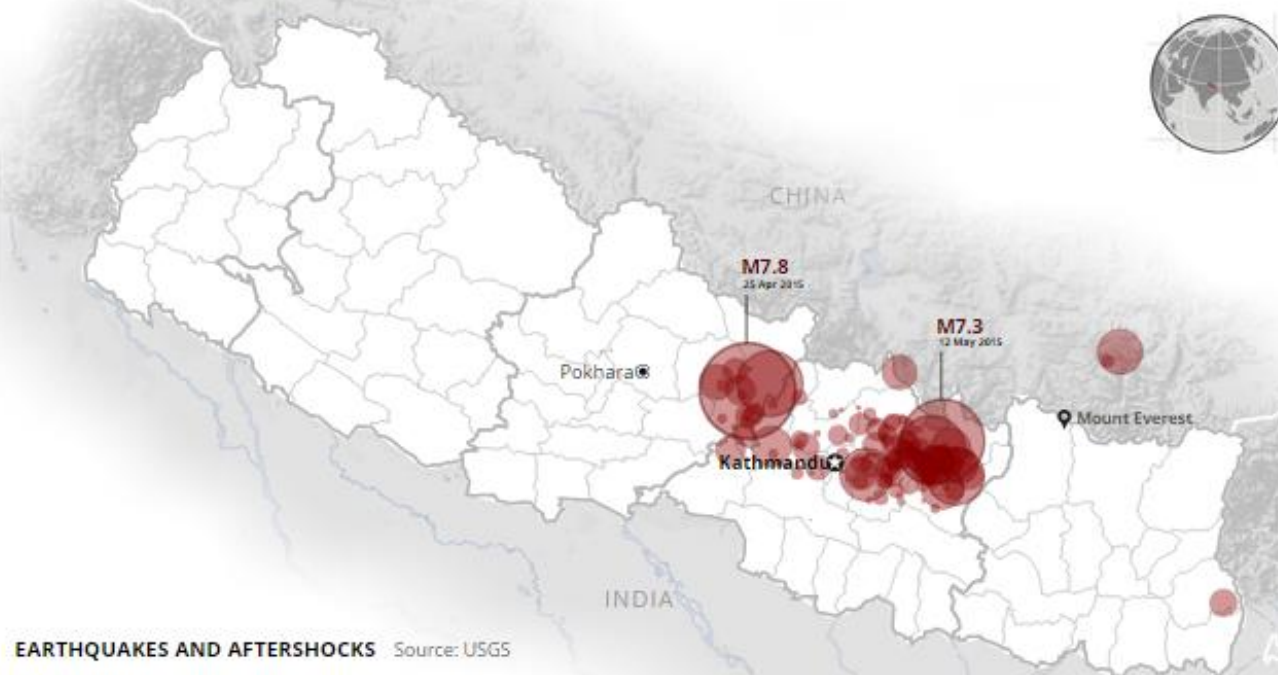 CHINA
M7.8
25 Apr 2015
M7.3
12 May 2015
Pokhara
Mount Everest
Kathmandu
INDIA
EARTHQUAKES AND AFTERSHOCKS Source: USGS